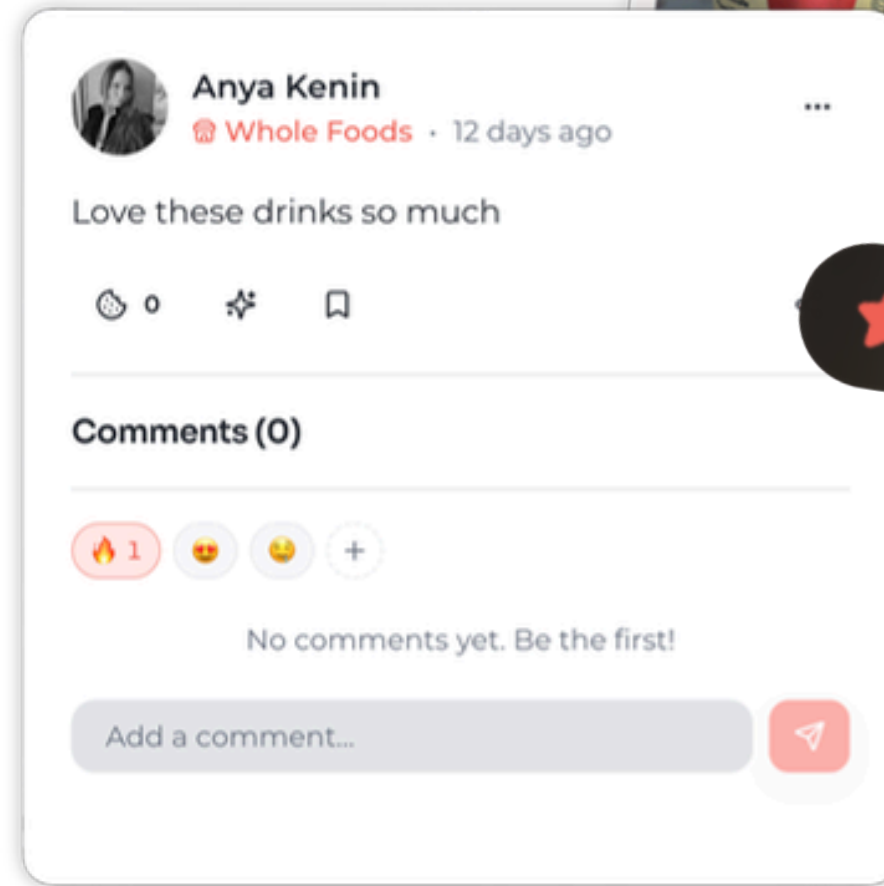 Anya Kenin
Whole Foods • 12 days ago
Love these drinks so much
0
Comments (0)
1
+
No comments yet. Be the first!
Add a comment...